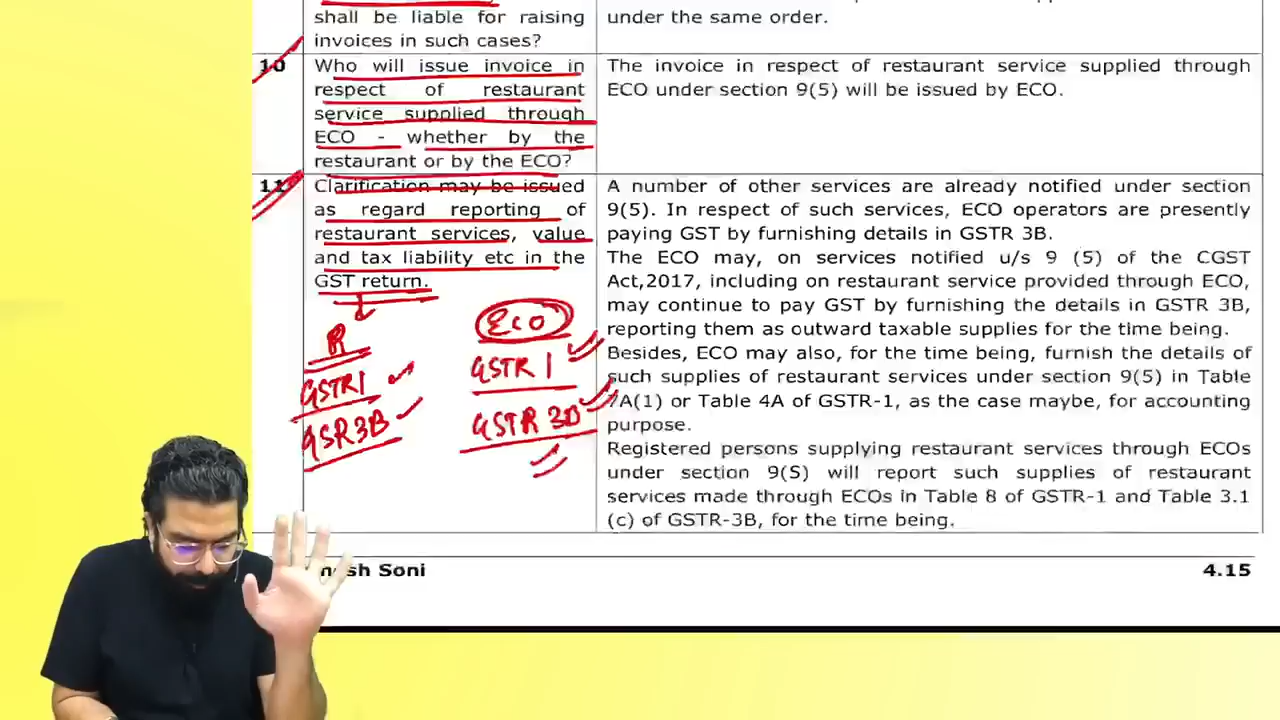 shall be liable for raising
invoices in such cases?
under the same order.
10
Who will issue invoice in
respect of restaurant
service supplied through
ECO - whether by the
restaurant or by the ECO?
The invoice in respect of restaurant service supplied through
ECO under section 9(5) will be issued by ECO.
11
Clarification may be issued
as regard reporting of
restaurant services, value
and tax liability etc in the
GST return.
R
GSTR1
GSR3B
ECO
GSTR 1
GSTR 3B
A number of other services are already notified under section
9(5). In respect of such services, ECO operators are presently
paying GST by furnishing details in GSTR 3B.
The ECO may, on services notified u/s 9 (5) of the CGST
Act,2017, including on restaurant service provided through ECO,
may continue to pay GST by furnishing the details in GSTR 3B,
reporting them as outward taxable supplies for the time being.
Besides, ECO may also, for the time being, furnish the details of
such supplies of restaurant services under section 9(5) in Table
7A(1) or Table 4A of GSTR-1, as the case maybe, for accounting
purpose.
Registered persons supplying restaurant services through ECOs
under section 9(5) will report such supplies of restaurant
services made through ECOs in Table 8 of GSTR-1 and Table 3.1
(c) of GSTR-3B, for the time being.
Soni
4.15